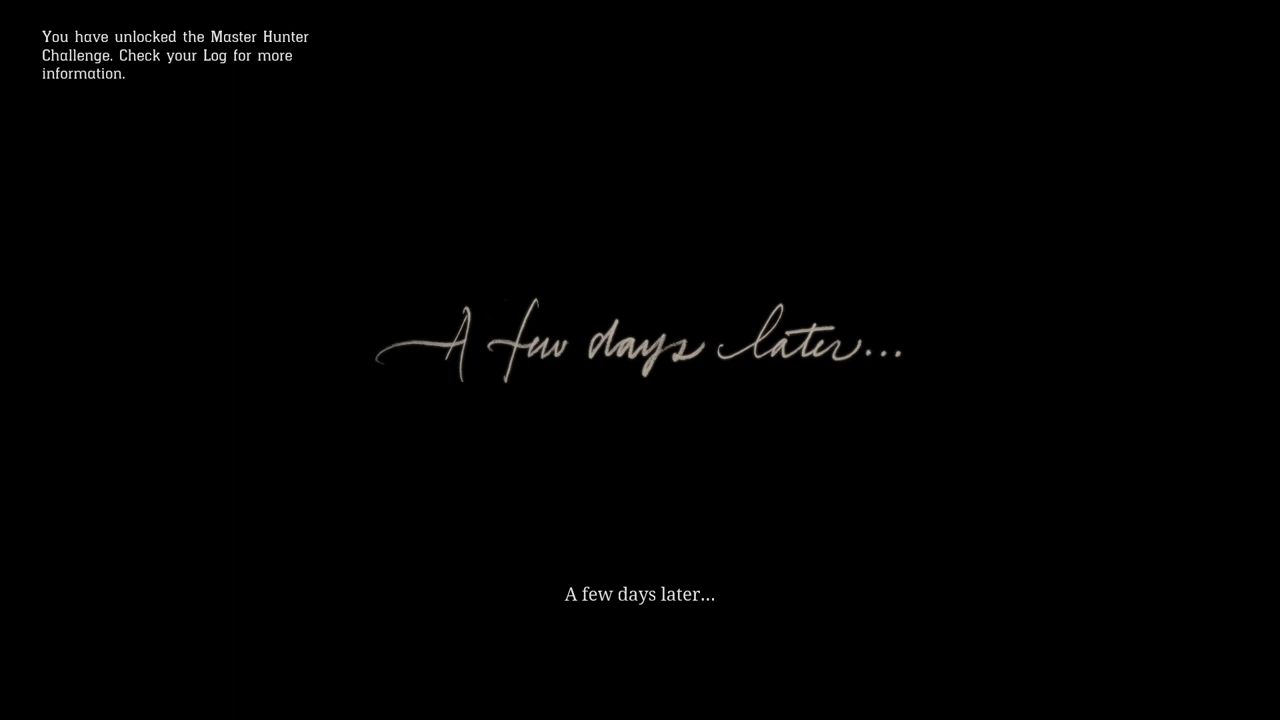 You have unlocked the Master Hunter
Challenge. Check your Log for more
information.
A few days later...
A few days later...